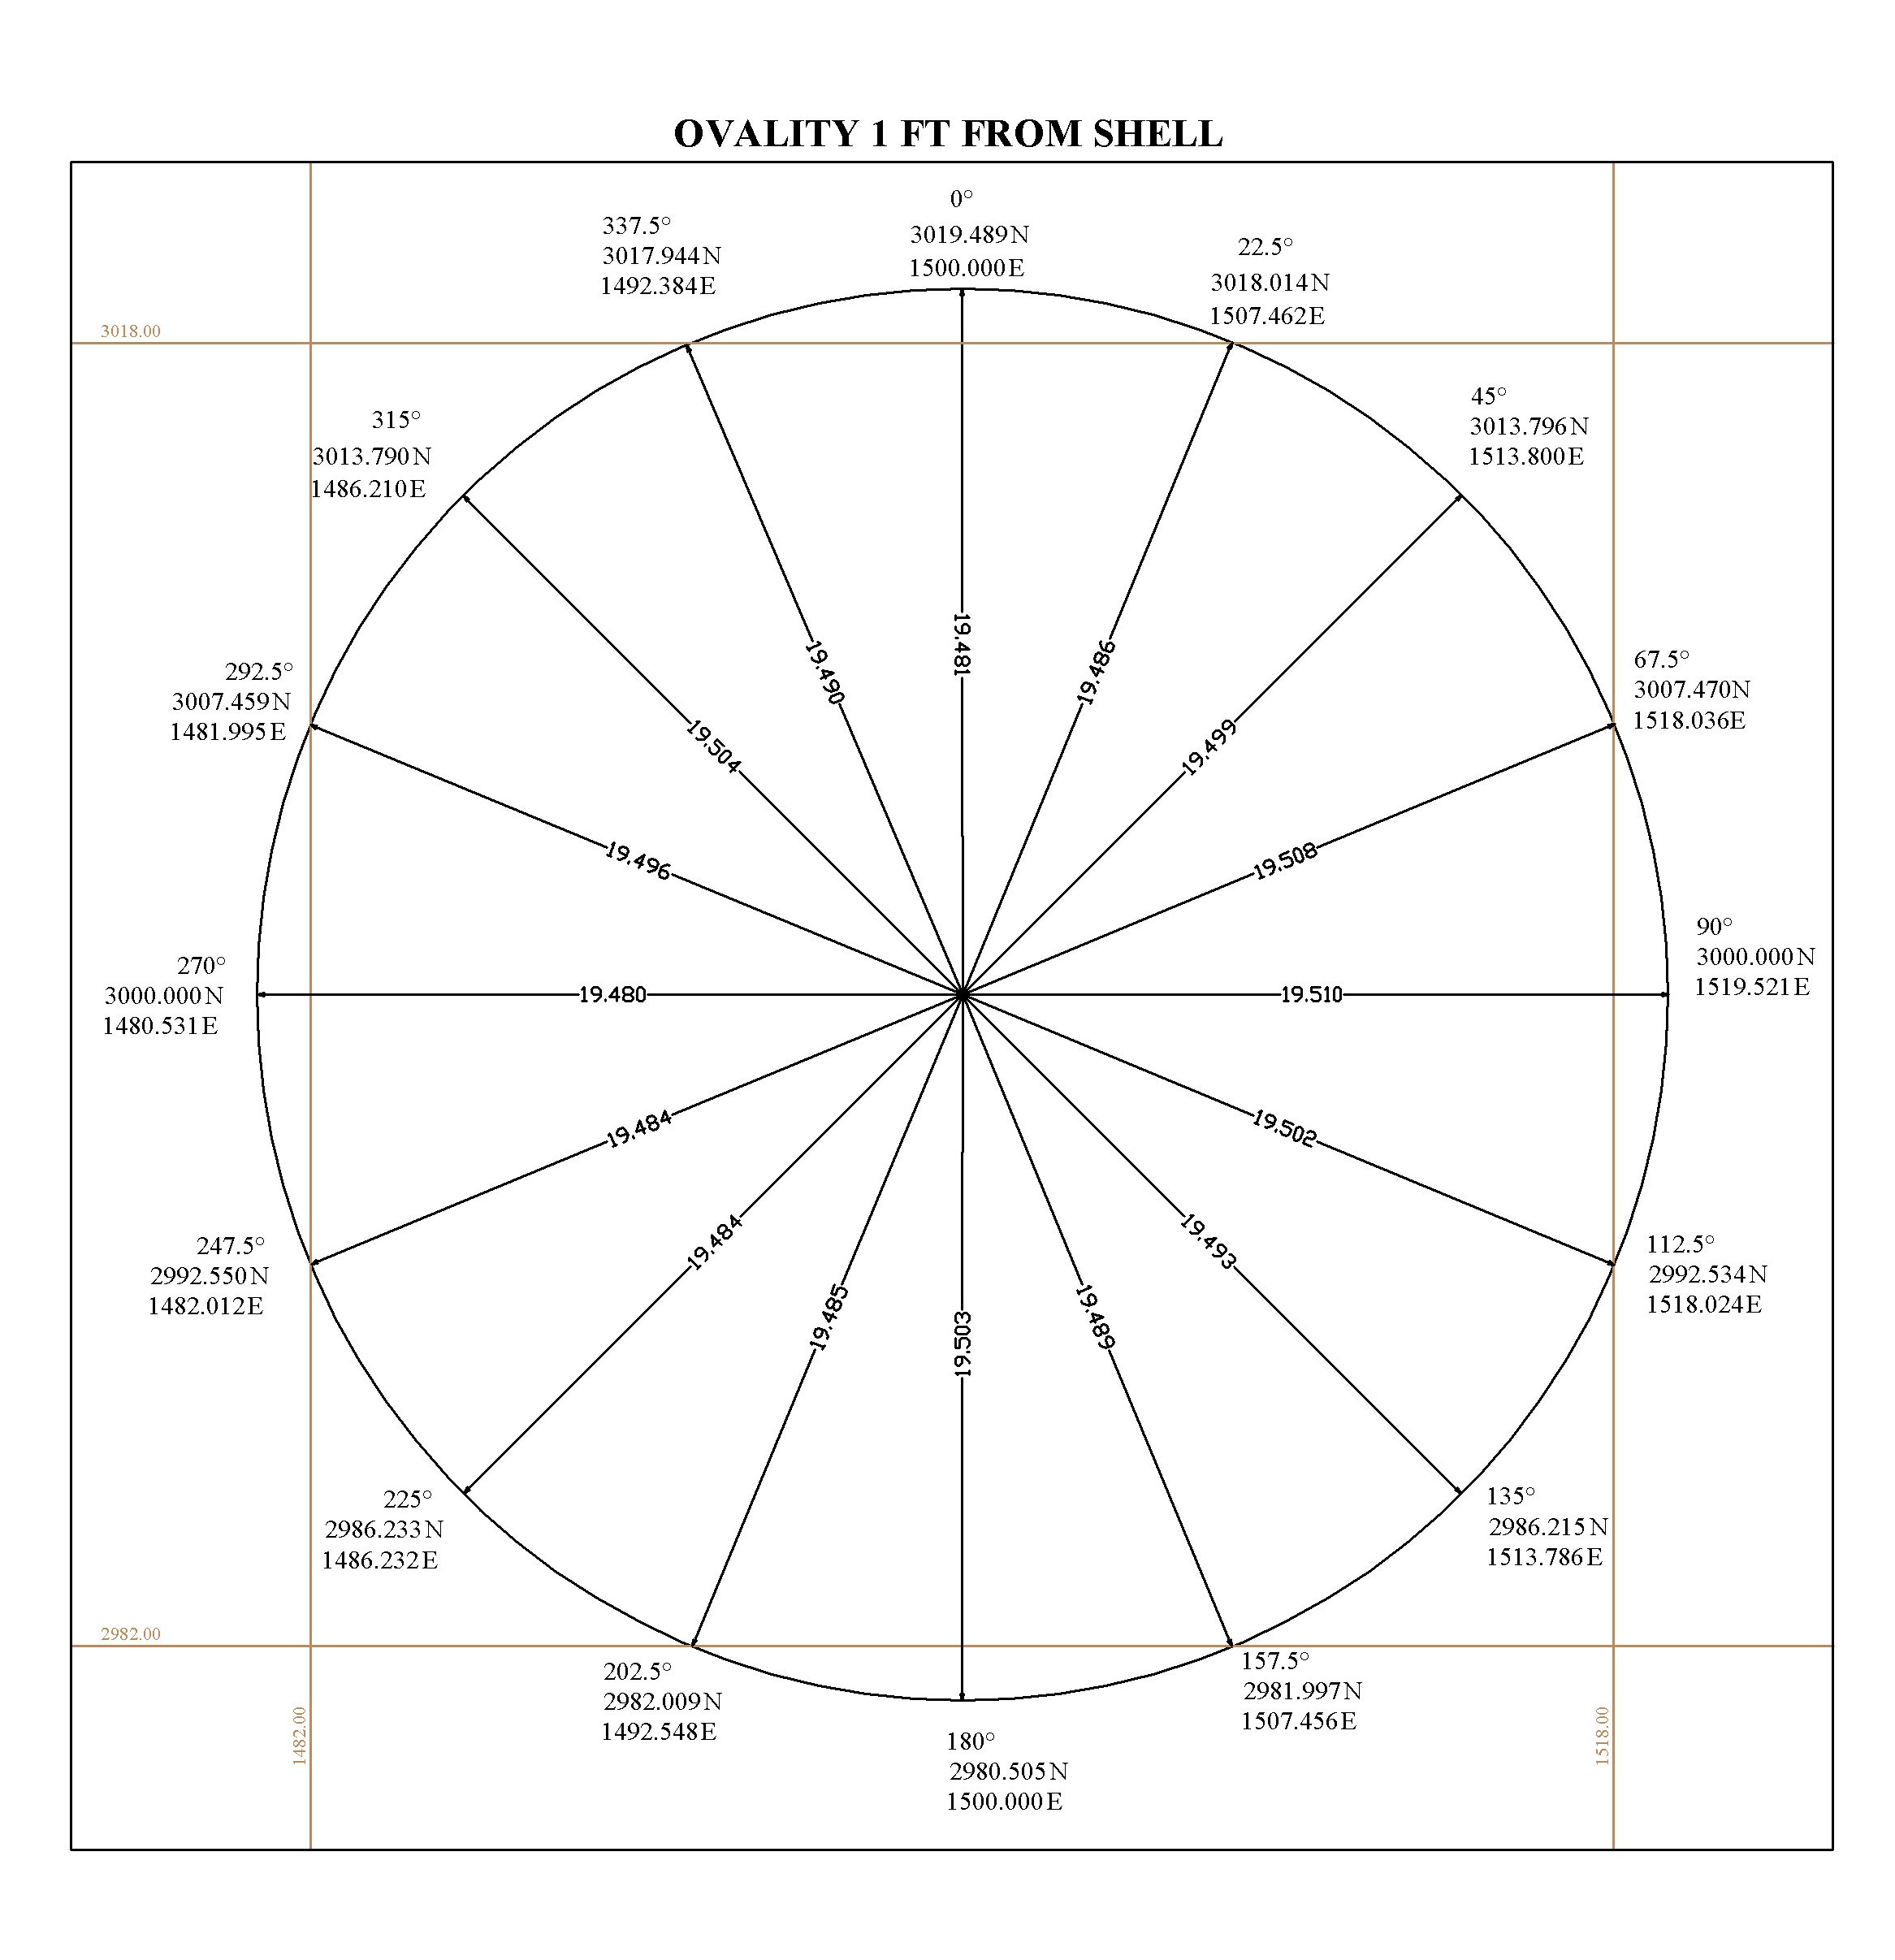 OVALITY 1 FT FROM SHELL
0°
3019.489N
1500.000E
337.5°
3017.944N
1492.384E
22.5°
3018.014N
1507.462E
3018.00
315°
3013.790N
1486.210E
45°
3013.796N
1513.800E
19.481
19.490
19.486
292.5°
3007.459N
1481.995E
67.5°
3007.470N
1518.036E
19.504
19.499
19.496
19.508
270°
3000.000N
1480.531E
90°
3000.000N
1519.521E
19.480
19.510
19.484
19.502
247.5°
2992.550N
1482.012E
112.5°
2992.534N
1518.024E
19.484
19.493
19.485
19.503
19.489
225°
2986.233N
1486.232E
135°
2986.215N
1513.786E
2982.00
202.5°
2982.009N
1492.548E
157.5°
2981.997N
1507.456E
180°
2980.505N
1500.000E
1482.00
1518.00